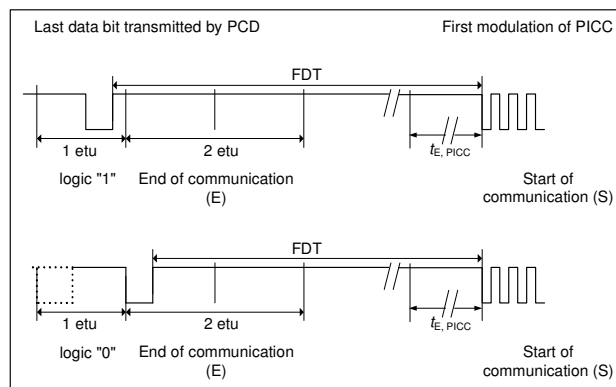 Last data bit transmitted by PCD
First modulation of PICC
FDT
1 etu
2 etu
tE, PICC
logic "1"
End of communication
(E)
Start of
communication (S)
FDT
1 etu
2 etu
tE, PICC
logic "0"
End of communication
(E)
Start of
communication (S)